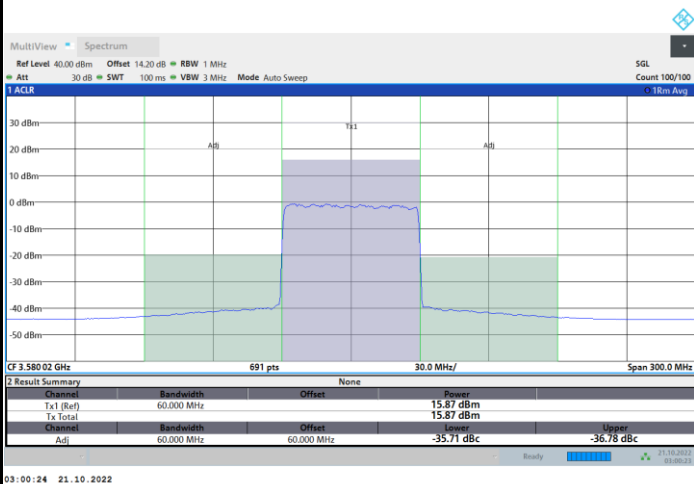 MultiView Spectrum
Ref Level 40.00 dBm Offset 14.20 dB RBW 1 MHz SGL
Att 30 dB SWT 100 ms VBW 3 MHz Mode Auto Sweep Count 100/100
1 ACLR 1Rm Avg
30 dBm
Tx1
20 dBm
Adj Adj
10 dBm
0 dBm
-10 dBm
-20 dBm
-30 dBm
-40 dBm
-50 dBm
CF 3.580 02 GHz 691 pts 30.0 MHz/ Span 300.0 MHz
2 Result Summary None
Channel Bandwidth Offset Power
Tx1 (Ref) 60.000 MHz 15.87 dBm
Tx Total 15.87 dBm
Channel Bandwidth Offset Lower Upper
Adj 60.000 MHz 60.000 MHz -35.71 dBc -36.78 dBc
Ready 21.10.2022
03:00:23
03:00:24 21.10.2022